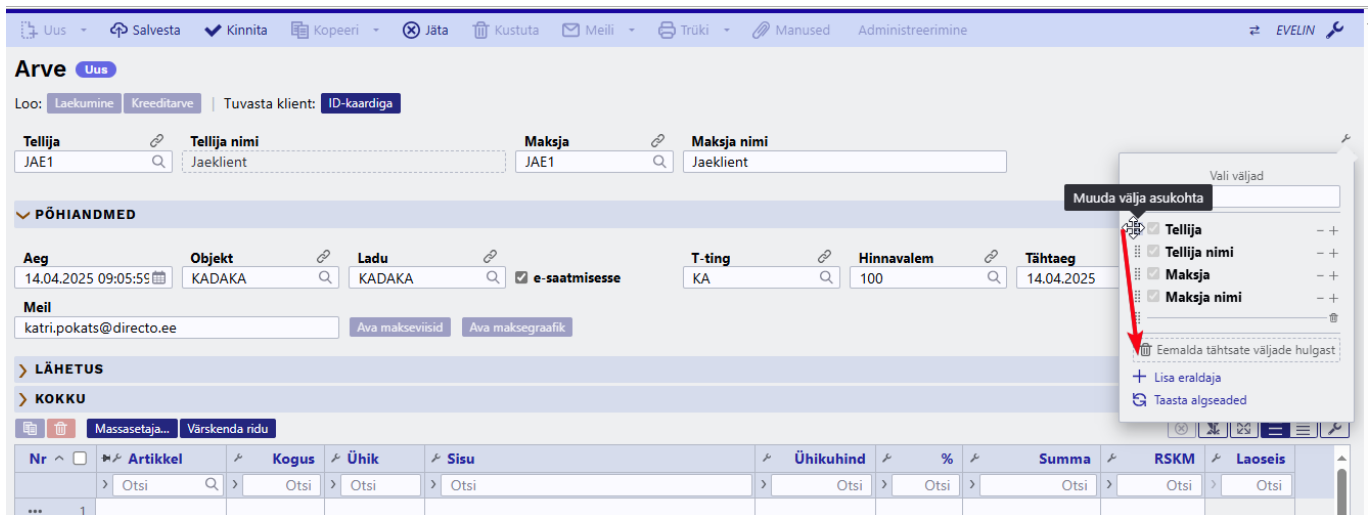 Uus Salvesta Kinnita Kopeeri Jäta Kustuta Meili Trüki Manused Administreerimine EVELIN
Arve Uus
Loo: Laekumine Kreeditarve | Tuvasta klient: ID-kaardiga
Tellija Tellija nimi Maksja Maksja nimi
JAE1 Jaeklient JAE1 Jaeklient
Vali väljad
Muuda välja asukohta
PÕHIANDMED
Tellija - +
Tellija nimi - +
Maksja - +
Maksja nimi - +
Eemalda tähtsate väljade hulgast
+ Lisa eraldaja
Taasta algseaded
Aeg Objekt Ladu T-ting Hinnavalem Tähtaeg
14.04.2025 09:05:59 KADAKA KADAKA e-saatmisesse KA 100 14.04.2025
Meil
katri.pokats@directo.ee Ava makseviisid Ava maksegraafik
LÄHETUS
KOKKU
Massasetaja... Värskenda ridu
Nr Artikkel Kogus Ühik Sisu Ühikuhind % Summa RSKM Laoseis
Otsi Otsi Otsi Otsi Otsi Otsi Otsi Otsi Otsi
... 1